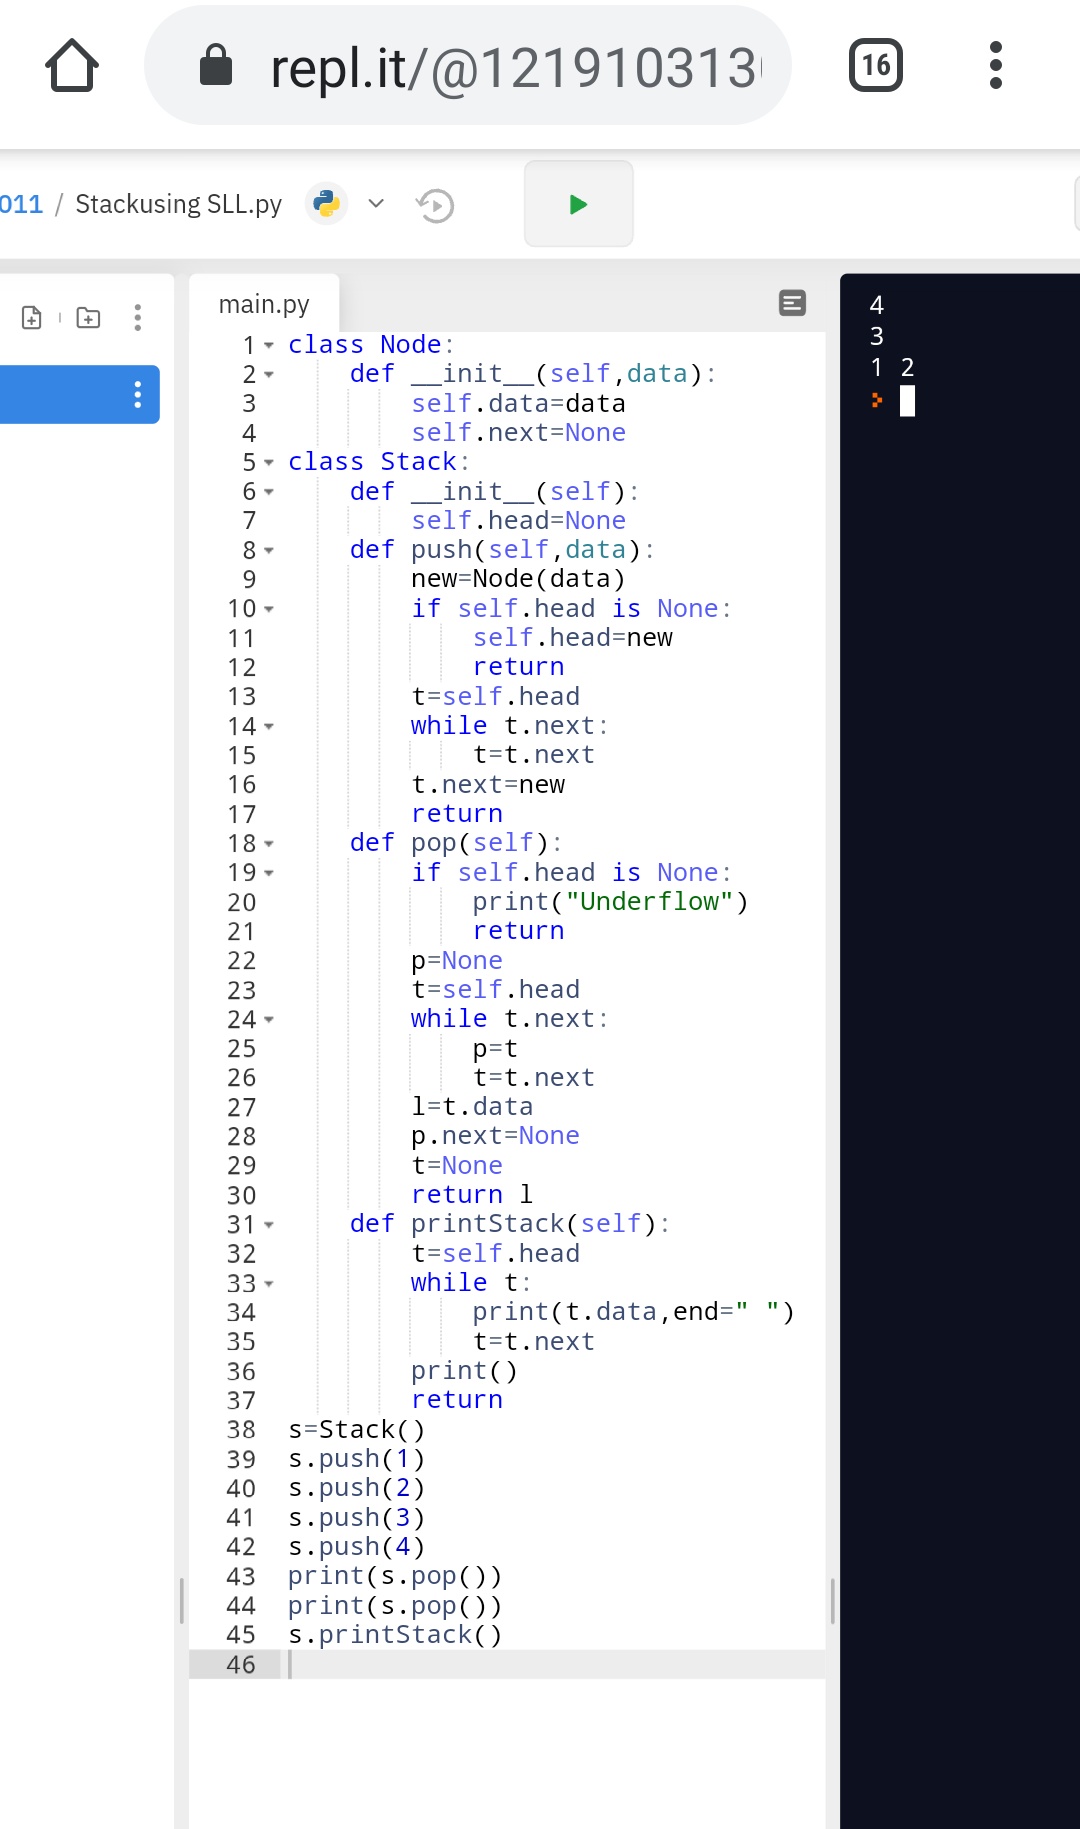 repl.it/@121910313
16
011 / Stackusing SLL.py
main.py
1 class Node:
2     def __init__(self,data):
3         self.data=data
4         self.next=None
5 class Stack:
6     def __init__(self):
7         self.head=None
8     def push(self,data):
9         new=Node(data)
10         if self.head is None:
11             self.head=new
12             return
13         t=self.head
14         while t.next:
15             t=t.next
16         t.next=new
17         return
18     def pop(self):
19         if self.head is None:
20             print("Underflow")
21             return
22         p=None
23         t=self.head
24         while t.next:
25             p=t
26             t=t.next
27         l=t.data
28         p.next=None
29         t=None
30         return l
31     def printStack(self):
32         t=self.head
33         while t:
34             print(t.data,end=" ")
35             t=t.next
36         print()
37         return
38 s=Stack()
39 s.push(1)
40 s.push(2)
41 s.push(3)
42 s.push(4)
43 print(s.pop())
44 print(s.pop())
45 s.printStack()
46
4
3
1 2